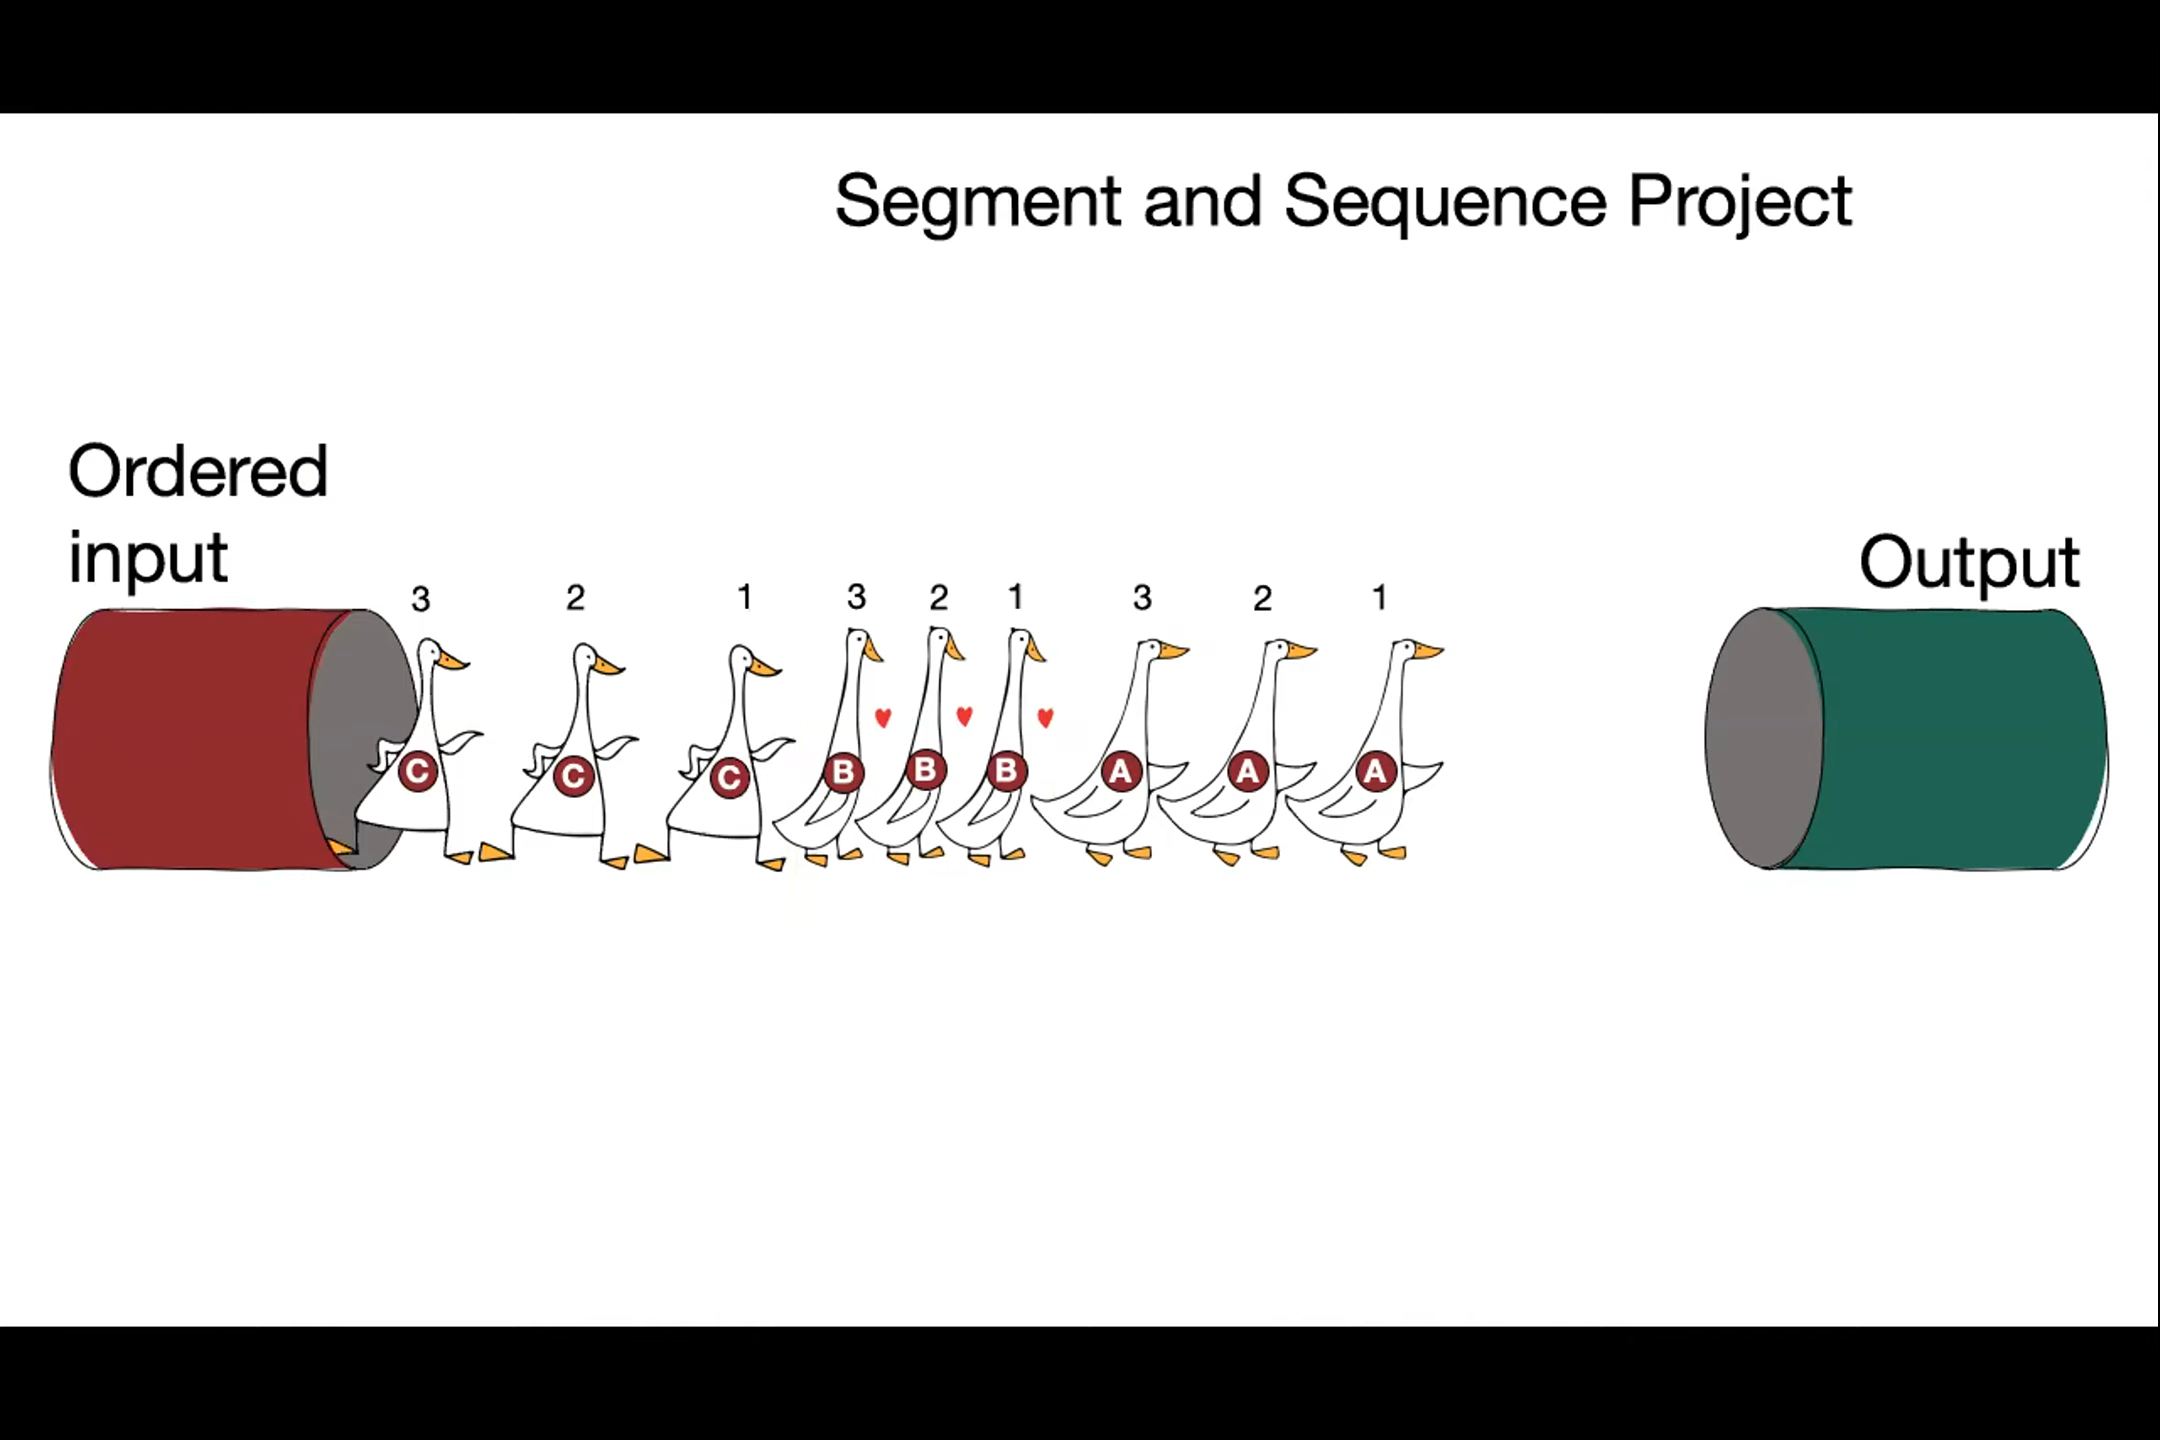 Segment and Sequence Project
Ordered
input
Output
3 2 1 3 2 1 3 2 1
C C C B B B A A A